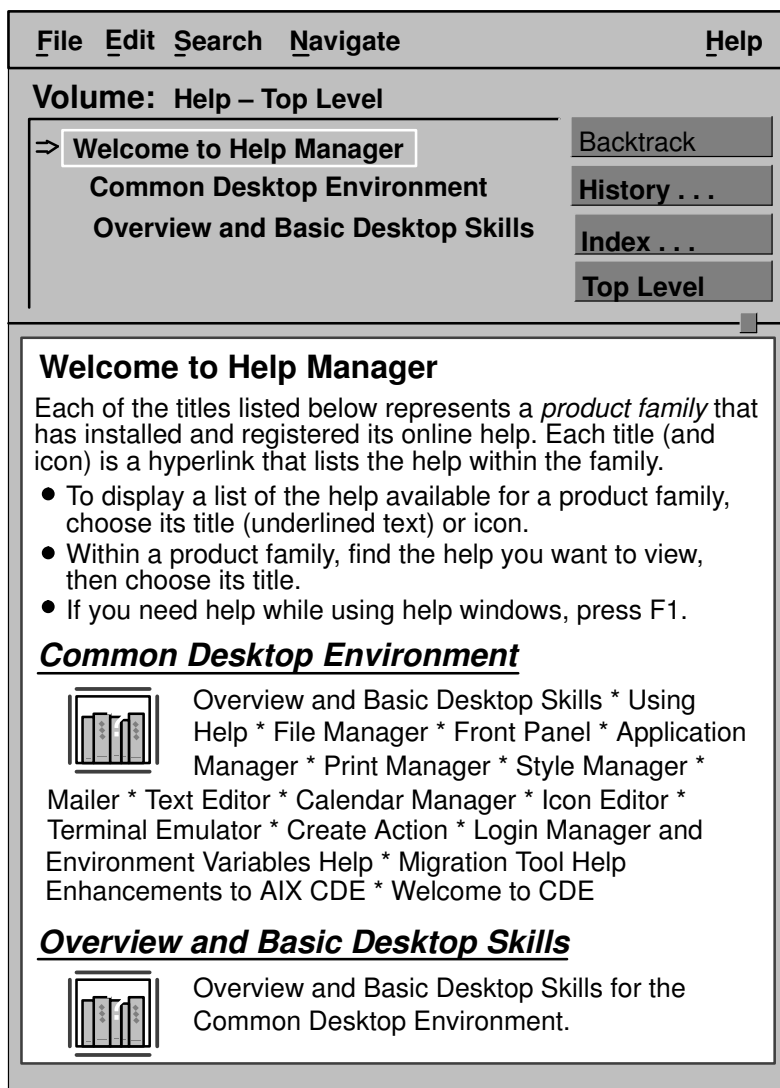 File Edit Search Navigate Help
Volume: Help – Top Level
⇒ Welcome to Help Manager
Common Desktop Environment
Overview and Basic Desktop Skills
Backtrack
History . . .
Index . . .
Top Level
Welcome to Help Manager
Each of the titles listed below represents a product family that
has installed and registered its online help. Each title (and
icon) is a hyperlink that lists the help within the family.
• To display a list of the help available for a product family,
choose its title (underlined text) or icon.
• Within a product family, find the help you want to view,
then choose its title.
• If you need help while using help windows, press F1.
Common Desktop Environment
Overview and Basic Desktop Skills * Using
Help * File Manager * Front Panel * Application
Manager * Print Manager * Style Manager *
Mailer * Text Editor * Calendar Manager * Icon Editor *
Terminal Emulator * Create Action * Login Manager and
Environment Variables Help * Migration Tool Help
Enhancements to AIX CDE * Welcome to CDE
Overview and Basic Desktop Skills
Overview and Basic Desktop Skills for the
Common Desktop Environment.